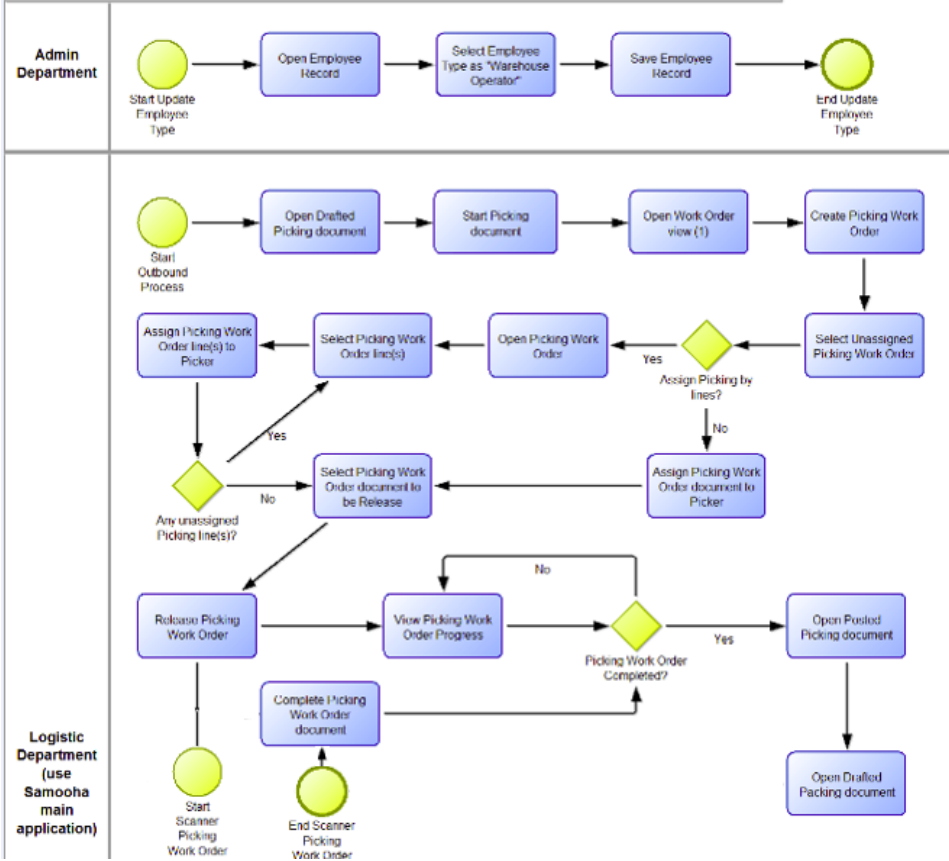 Admin
Department
Start Update
Employee
Type
Open Employee
Record
Select Employee
Type as "Warehouse
Operator"
Save Employee
Record
End Update
Employee
Type
Start
Outbound
Process
Open Drafted
Picking document
Start Picking
document
Open Work Order
view (1)
Create Picking Work
Order
Assign Picking Work
Order line(s) to
Picker
Select Picking Work
Order line(s)
Open Picking Work
Order
Yes
Assign Picking by
lines?
Select Unassigned
Picking Work Order
Yes
No
Any unassigned
Picking line(s)?
No
Select Picking Work
Order document to
be Release
Assign Picking Work
Order document to
Picker
Release Picking
Work Order
View Picking Work
Order Progress
No
Picking Work Order
Completed?
Yes
Open Posted
Picking document
Complete Picking
Work Order
document
Open Drafted
Packing document
Logistic
Department
(use
Samooha
main
application)
Start
Scanner
Picking
Work Order
End Scanner
Picking
Work Order